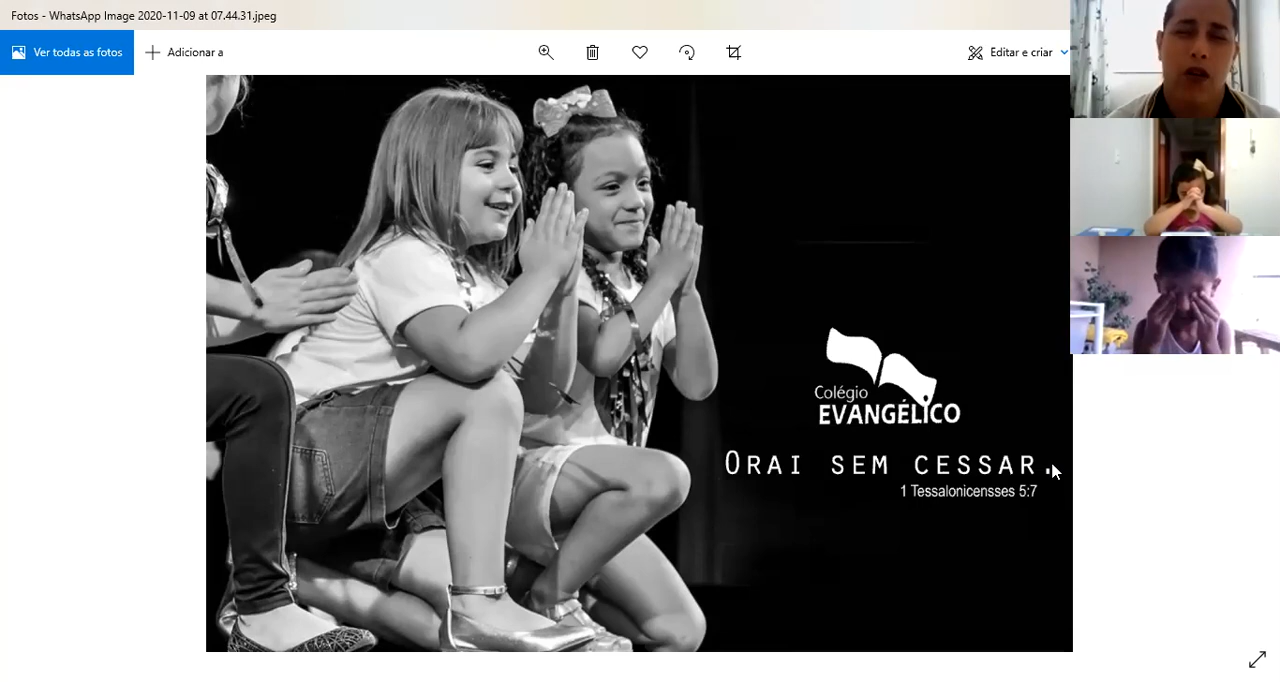 Fotos - WhatsApp Image 2020-11-09 at 07.44.31.jpeg
Ver todas as fotos
Adicionar a
Editar e criar
Colégio
EVANGÉLICO
ORAI SEM CESSAR.
1 Tessalonicensses 5:7